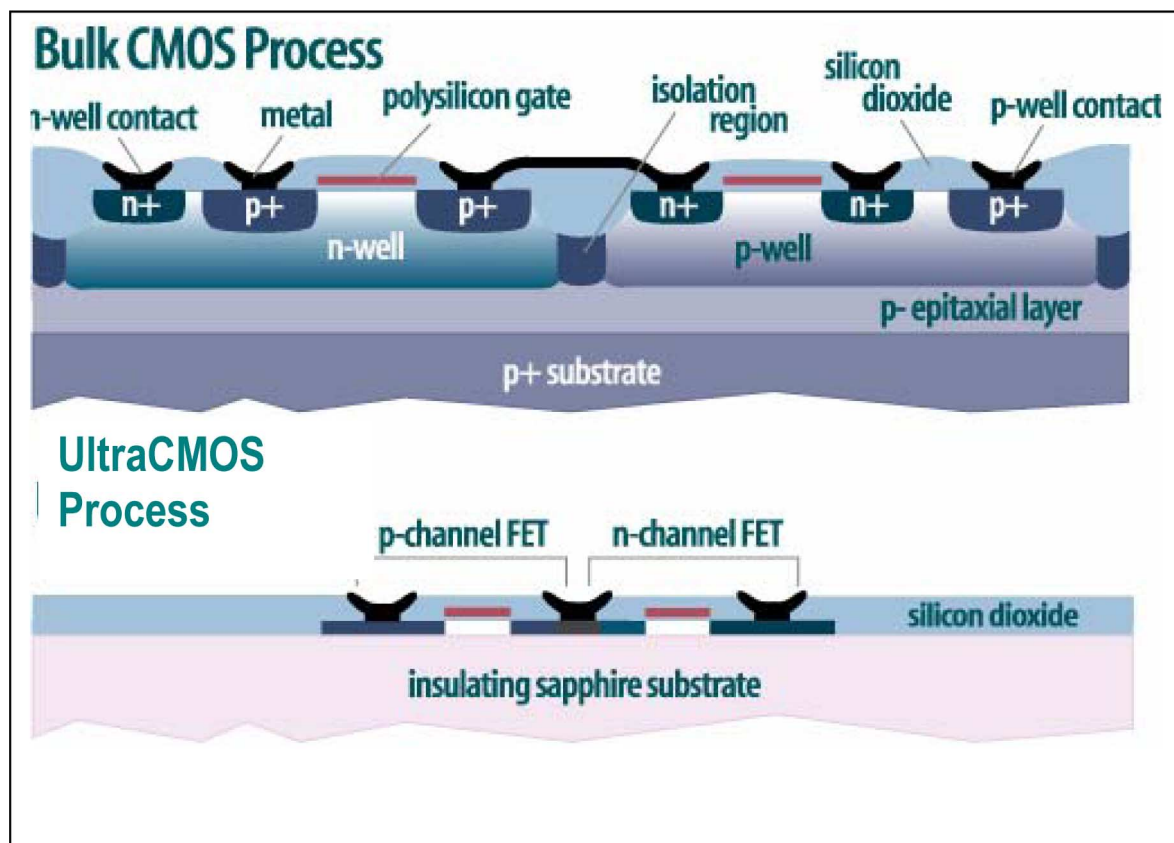 Bulk CMOS Process
n-well contact
metal
polysilicon gate
isolation
region
silicon
dioxide
p-well contact
n+
p+
p+
n+
n+
p+
n-well
p-well
p- epitaxial layer
p+ substrate
UltraCMOS
Process
p-channel FET
n-channel FET
silicon dioxide
insulating sapphire substrate